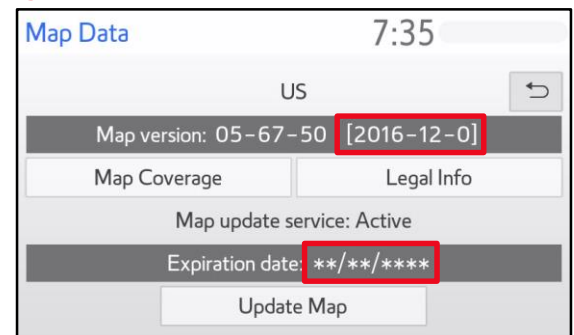 Map Data 7:35
US
Map version: 05-67-50 [2016-12-0]
Map Coverage Legal Info
Map update service: Active
Expiration date: **/**/****
Update Map